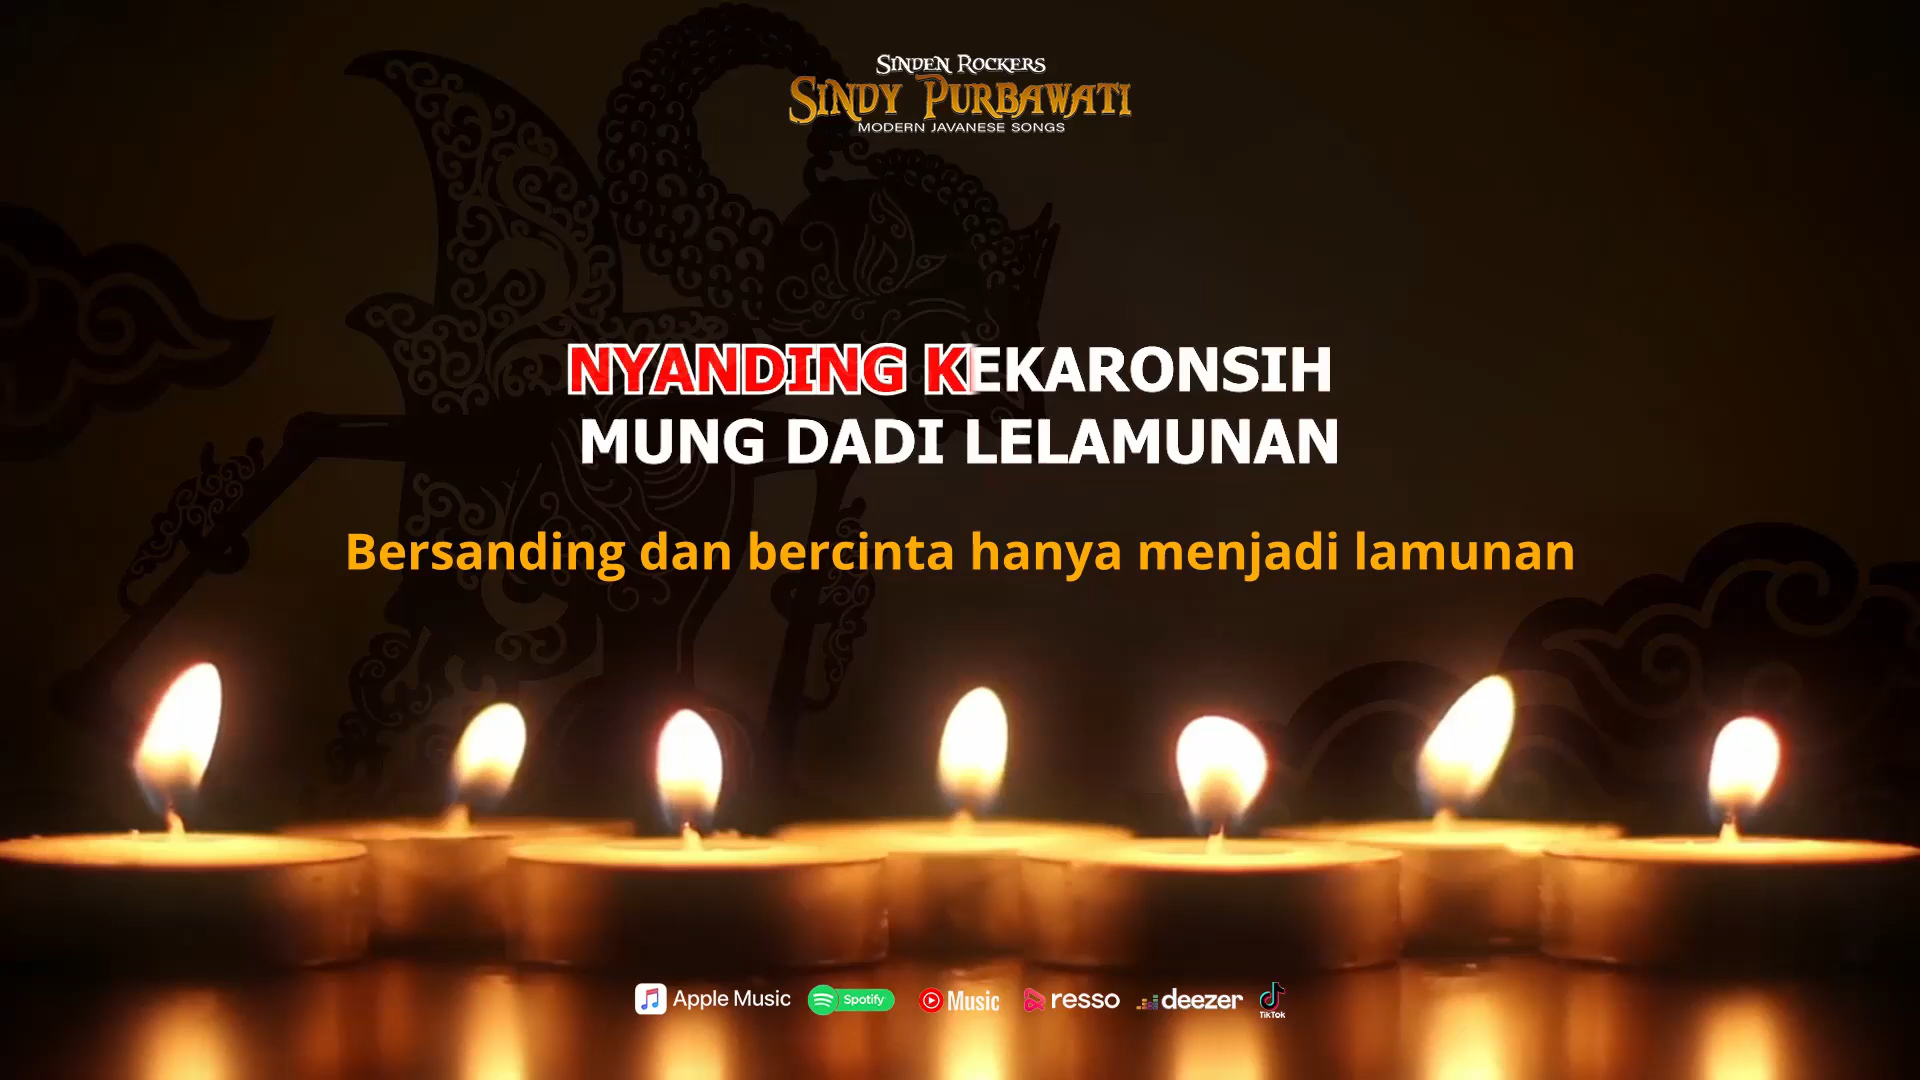 SINDEN ROCKERS
SINDY PURBAWATI
MODERN JAVANESE SONGS
NYANDING KEKARONSIH
MUNG DADI LELAMUNAN
Bersanding dan bercinta hanya menjadi lamunan
Apple Music Spotify Music resso deezer TikTok